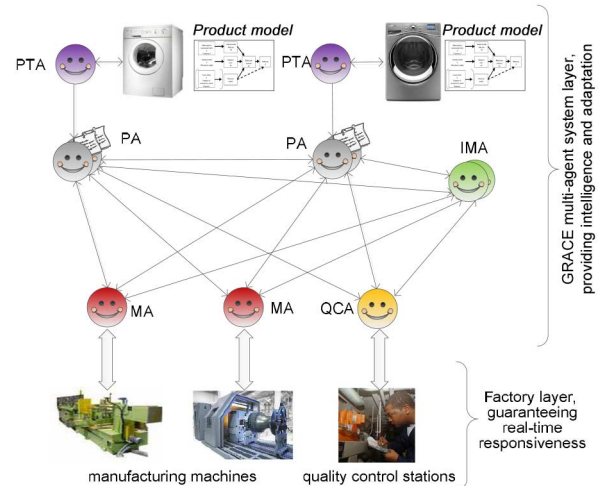 Product model
Product model
PTA
PTA
PA
PA
IMA
MA
MA
QCA
manufacturing machines
quality control stations
GRACE multi-agent system layer,
providing intelligence and adaptation
Factory layer,
guaranteeing
real-time
responsiveness